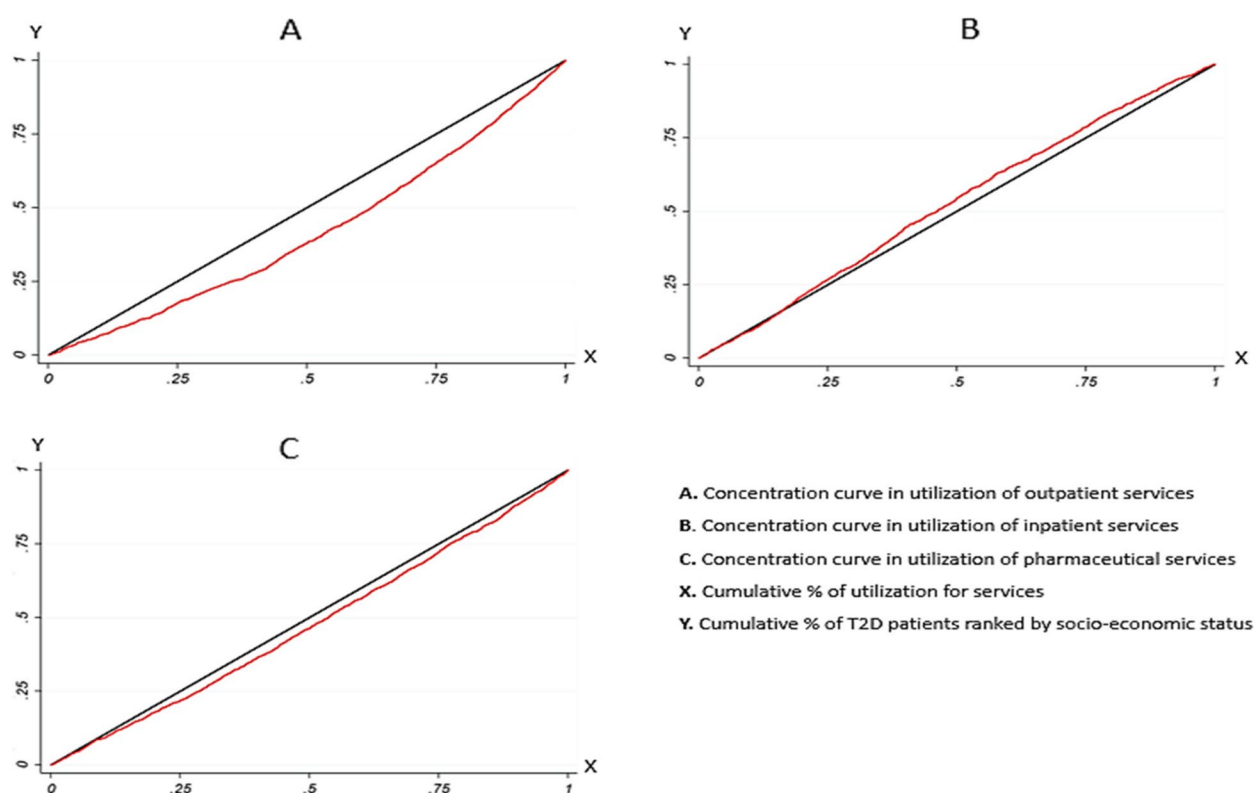 A
Y
1
.75
.5
.25
0
0 .25 .5 .75 1
X
B
Y
1
.75
.5
.25
0
0 .25 .5 .75 1
X
C
Y
1
.75
.5
.25
0
0 .25 .5 .75 1
X
A. Concentration curve in utilization of outpatient services
B. Concentration curve in utilization of inpatient services
C. Concentration curve in utilization of pharmaceutical services
X. Cumulative % of utilization for services
Y. Cumulative % of T2D patients ranked by socio-economic status